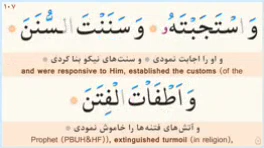 ۱۰۷
وَ اسْتَجَبْتَهُ و وَ سَنَنْتَ السُّنَنَ
و او را اجابت نمودی * و سنت‌های نیکو بنا کردی *
and were responsive to Him, established the customs (of the
وَ اَطْفَأْتَ الْفِتَنَ
و آتش‌های فتنه‌ها را خاموش نمودی *
Prophet (PBUH&HF)), extinguished turmoil (in religion),